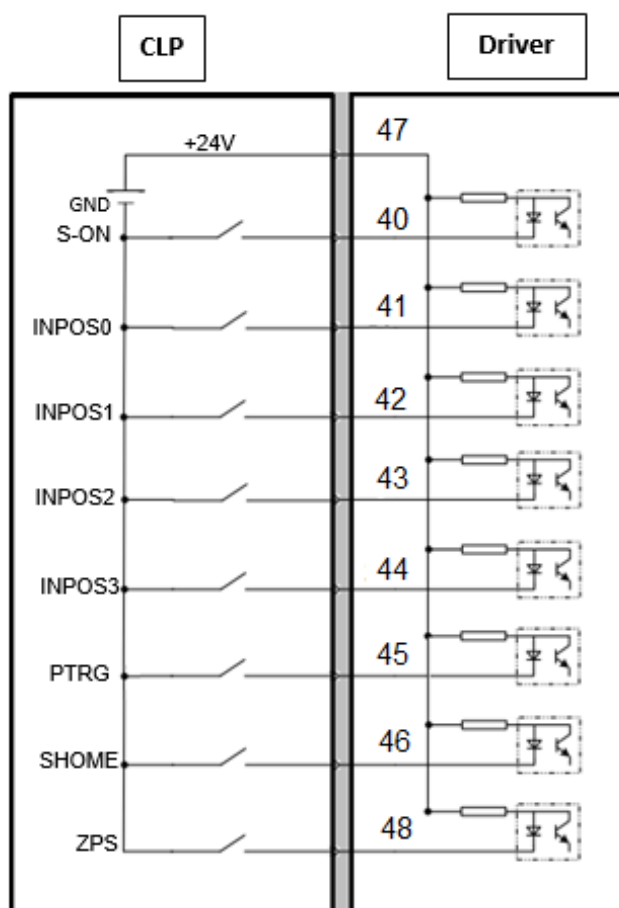 CLP
Driver
+24V
47
GND
S-ON
40
INPOS0
41
INPOS1
42
INPOS2
43
INPOS3
44
PTRG
45
SHOME
46
ZPS
48